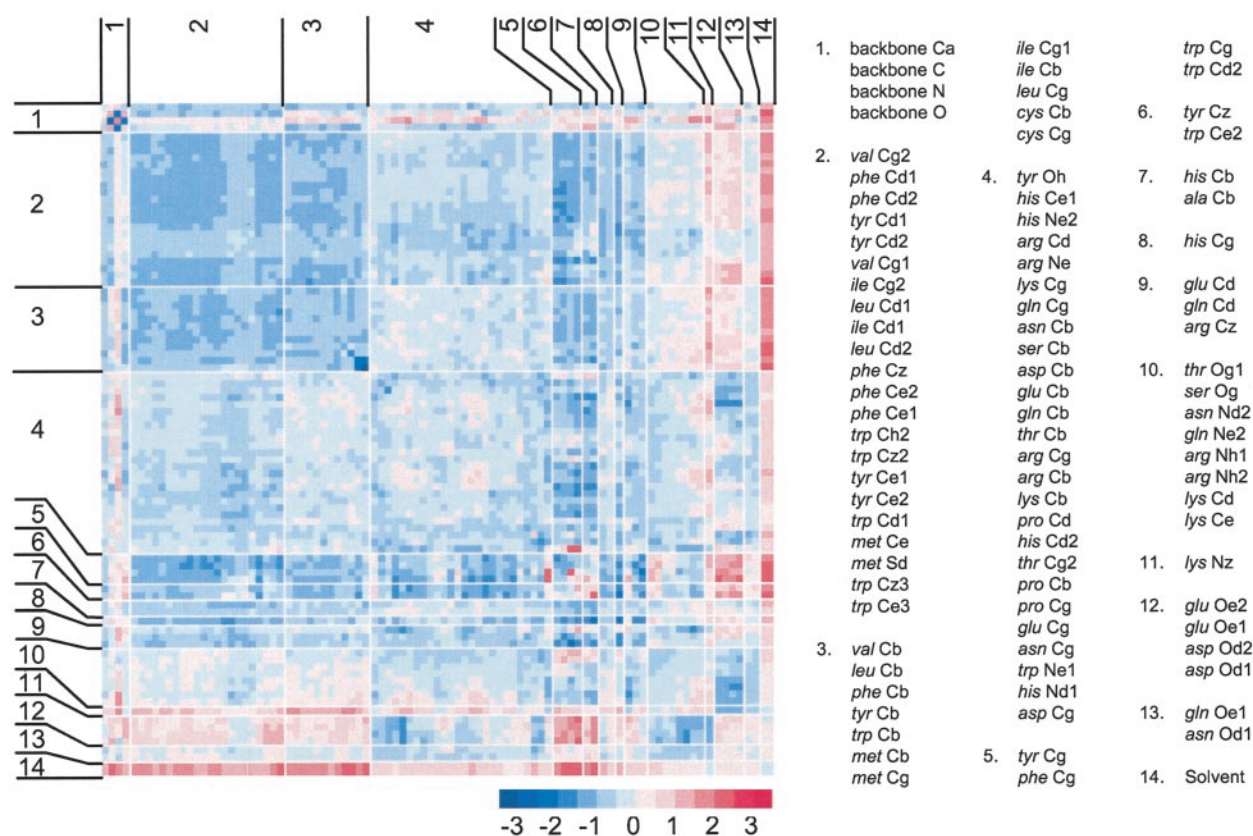 1 2 3 4 5 6 7 8 9 10 11 12 13 14
1
2
3
4
5
6
7
8
9
10
11
12
13
14
-3 -2 -1 0 1 2 3
1. backbone Ca
backbone C
backbone N
backbone O
2. val Cg2
phe Cd1
phe Cd2
tyr Cd1
tyr Cd2
val Cg1
ile Cg2
leu Cd1
ile Cd1
leu Cd2
phe Cz
phe Ce2
phe Ce1
trp Ch2
trp Cz2
tyr Ce1
tyr Ce2
trp Cd1
met Ce
met Sd
trp Cz3
trp Ce3
3. val Cb
leu Cb
phe Cb
tyr Cb
trp Cb
met Cb
met Cg
ile Cg1
ile Cb
leu Cg
cys Cb
cys Cg
4. tyr Oh
his Ce1
his Ne2
arg Cd
arg Ne
lys Cg
gln Cg
asn Cb
ser Cb
asp Cb
glu Cb
gln Cb
thr Cb
arg Cg
arg Cb
lys Cb
pro Cd
his Cd2
thr Cg2
pro Cb
pro Cg
glu Cg
asn Cg
trp Ne1
his Nd1
asp Cg
5. tyr Cg
phe Cg
trp Cg
trp Cd2
6. tyr Cz
trp Ce2
7. his Cb
ala Cb
8. his Cg
9. glu Cd
gln Cd
arg Cz
10. thr Og1
ser Og
asn Nd2
gln Ne2
arg Nh1
arg Nh2
lys Cd
lys Ce
11. lys Nz
12. glu Oe2
glu Oe1
asp Od2
asp Od1
13. gln Oe1
asn Od1
14. Solvent